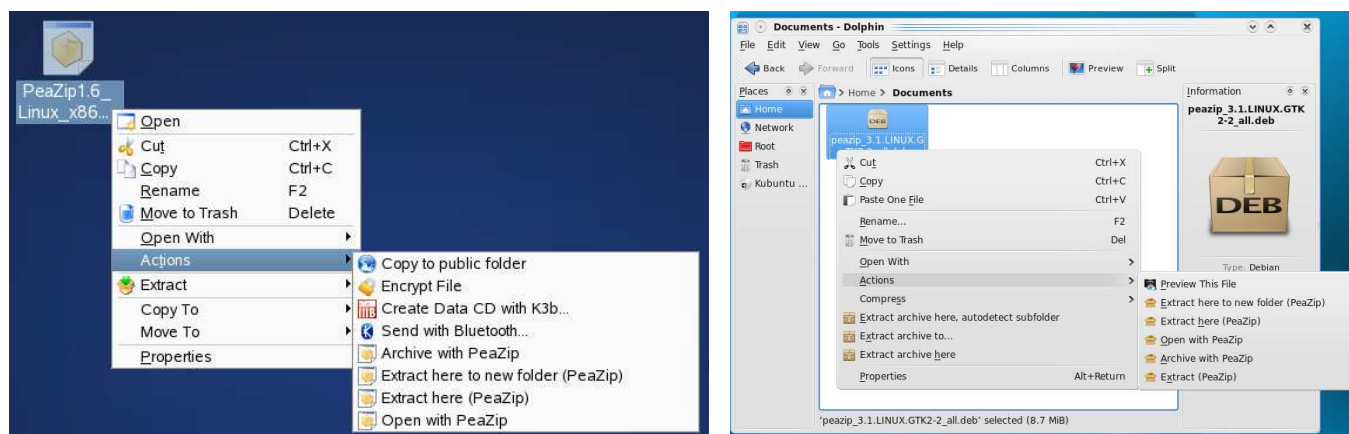 PeaZip1.6_
Linux_x86...
Open
Cut Ctrl+X
Copy Ctrl+C
Rename F2
Move to Trash Delete
Open With
Actions
Extract
Copy To
Move To
Properties
Copy to public folder
Encrypt File
Create Data CD with K3b...
Send with Bluetooth...
Archive with PeaZip
Extract here to new folder (PeaZip)
Extract here (PeaZip)
Open with PeaZip
Documents - Dolphin
File Edit View Go Tools Settings Help
Back Forward Icons Details Columns Preview Split
Places
Home
Network
Root
Trash
Kubuntu ...
Home > Documents
DEB
peazip_3.1.LINUX.G
Cut Ctrl+X
Copy Ctrl+C
Paste One File Ctrl+V
Rename... F2
Move to Trash Del
Open With
Actions
Compress
Extract archive here, autodetect subfolder
Extract archive to...
Extract archive here
Properties Alt+Return
Preview This File
Extract here to new folder (PeaZip)
Extract here (PeaZip)
Open with PeaZip
Archive with PeaZip
Extract (PeaZip)
Information
peazip_3.1.LINUX.GTK
2-2_all.deb
DEB
Type: Debian
'peazip_3.1.LINUX.GTK2-2_all.deb' selected (8.7 MiB)